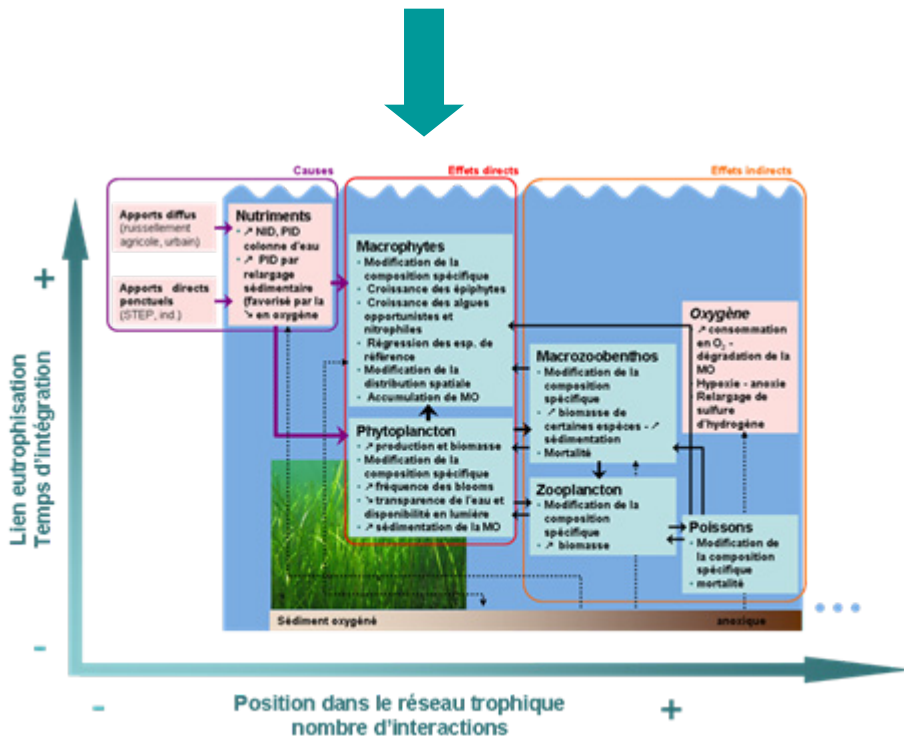 Causes
Effets directs
Effets indirects
Apports diffus
(ruissellement
agricole, urbain)
Apports directs
ponctuels
(STEP, ind.)
Nutriments
- ↗ NID, PID
colonne d'eau
- ↗ PID par
relargage
sédimentaire
(favorisé par la
↘ en oxygène
Macrophytes
- Modification de la
composition spécifique
- Croissance des épiphytes
- Croissance des algues
opportunistes et
nitrophiles
- Régression des esp. de
référence
- Modification de la
distribution spatiale
- Accumulation de MO
Phytoplancton
- ↗ production et biomasse
- Modification de la
composition spécifique
- ↗ fréquence des blooms
- ↘ transparence de l'eau et
disponibilité en lumière
- ↗ sédimentation de la MO
Macrozoobenthos
- Modification de la
composition
spécifique
- ↗ biomasse de
certaines espèces - ↗
sédimentation
- Mortalité
Zooplancton
- Modification de la
composition
spécifique
- ↗ biomasse
Oxygène
- ↗ consommation
en O2 -
dégradation de la
MO
- Hypoxie - anoxie
- Relargage de
sulfure
d'hydrogène
Poissons
- Modification de
la composition
spécifique
- mortalité
Sédiment oxygéné
anoxique
+
Lien eutrophisation
Temps d'intégration
-
-
Position dans le réseau trophique
nombre d'interactions
+